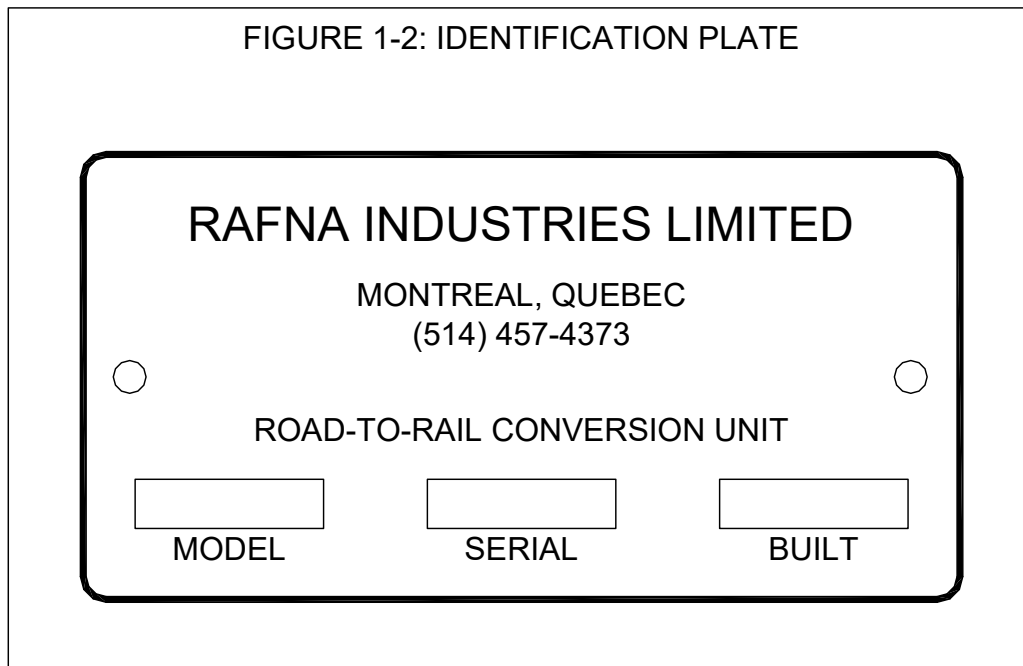 FIGURE 1-2: IDENTIFICATION PLATE
RAFNA INDUSTRIES LIMITED
MONTREAL, QUEBEC
(514) 457-4373
ROAD-TO-RAIL CONVERSION UNIT
MODEL SERIAL BUILT